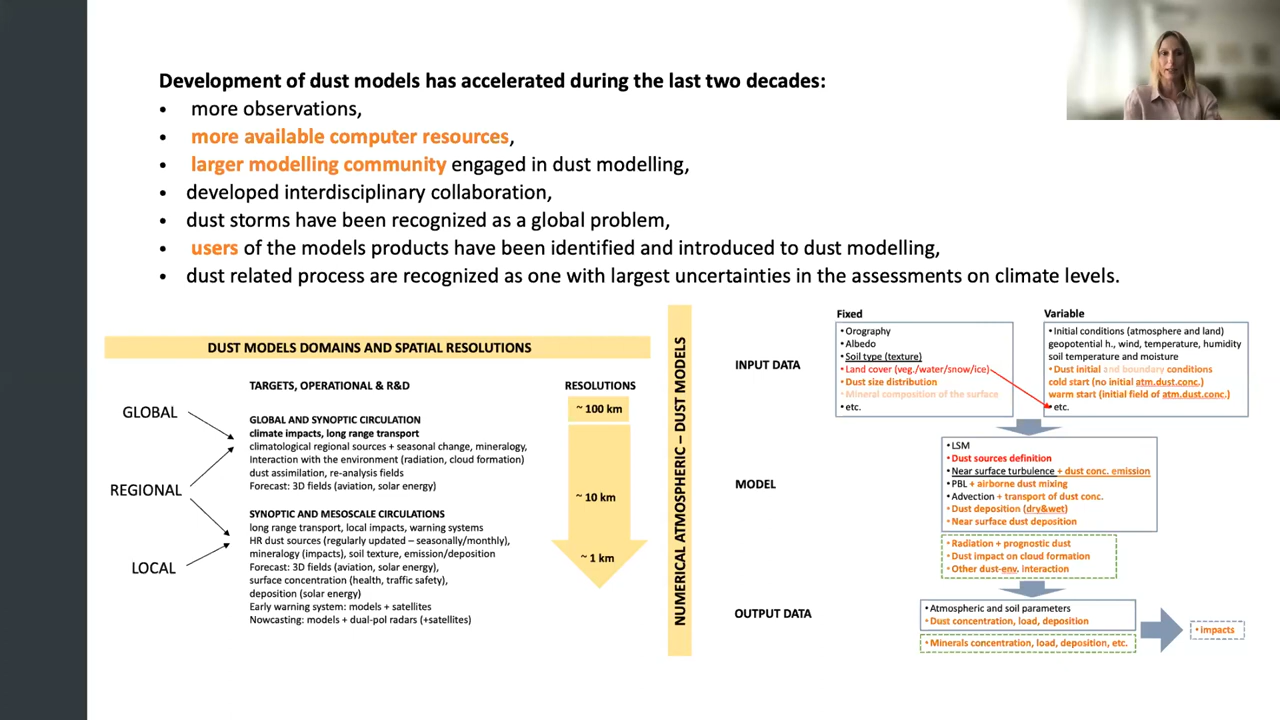 Development of dust models has accelerated during the last two decades:
• more observations,
• more available computer resources,
• larger modelling community engaged in dust modelling,
• developed interdisciplinary collaboration,
• dust storms have been recognized as a global problem,
• users of the models products have been identified and introduced to dust modelling,
• dust related process are recognized as one with largest uncertainties in the assessments on climate levels.
DUST MODELS DOMAINS AND SPATIAL RESOLUTIONS
TARGETS, OPERATIONAL & R&D
RESOLUTIONS
GLOBAL
REGIONAL
LOCAL
GLOBAL AND SYNOPTIC CIRCULATION
climate impacts, long range transport
climatological regional sources + seasonal change, mineralogy,
interaction with the environment (radiation, cloud formation)
dust assimilation, re-analysis fields
Forecast: 3D fields (aviation, solar energy)
SYNOPTIC AND MESOSCALE CIRCULATIONS
long range transport, local impacts, warning systems
HR dust sources (regularly updated – seasonally/monthly),
mineralogy (impacts), soil texture, emission/deposition
Forecast: 3D fields (aviation, solar energy),
surface concentration (health, traffic safety),
deposition (solar energy)
Early warning system: models + satellites
Nowcasting: models + dual-pol radars (+satellites)
~ 100 km
~ 10 km
~ 1 km
NUMERICAL ATMOSPHERIC – DUST MODELS
INPUT DATA
Fixed
• Orography
• Albedo
• Soil type (texture)
• Land cover (veg./water/snow/ice)
• Dust size distribution
• Mineral composition of the surface
• etc.
Variable
• Initial conditions (atmosphere and land)
geopotential h., wind, temperature, humidity
soil temperature and moisture
• Dust initial and boundary conditions
cold start (no initial atm.dust.conc.)
warm start (initial field of atm.dust.conc.)
• etc.
MODEL
• LSM
• Dust sources definition
• Near surface turbulence + dust conc. emission
• PBL + airborne dust mixing
• Advection + transport of dust conc.
• Dust deposition (dry&wet)
• Near surface dust deposition
• Radiation + prognostic dust
• Dust impact on cloud formation
• Other dust-env. interaction
OUTPUT DATA
• Atmospheric and soil parameters
• Dust concentration, load, deposition
• Minerals concentration, load, deposition, etc.
• impacts